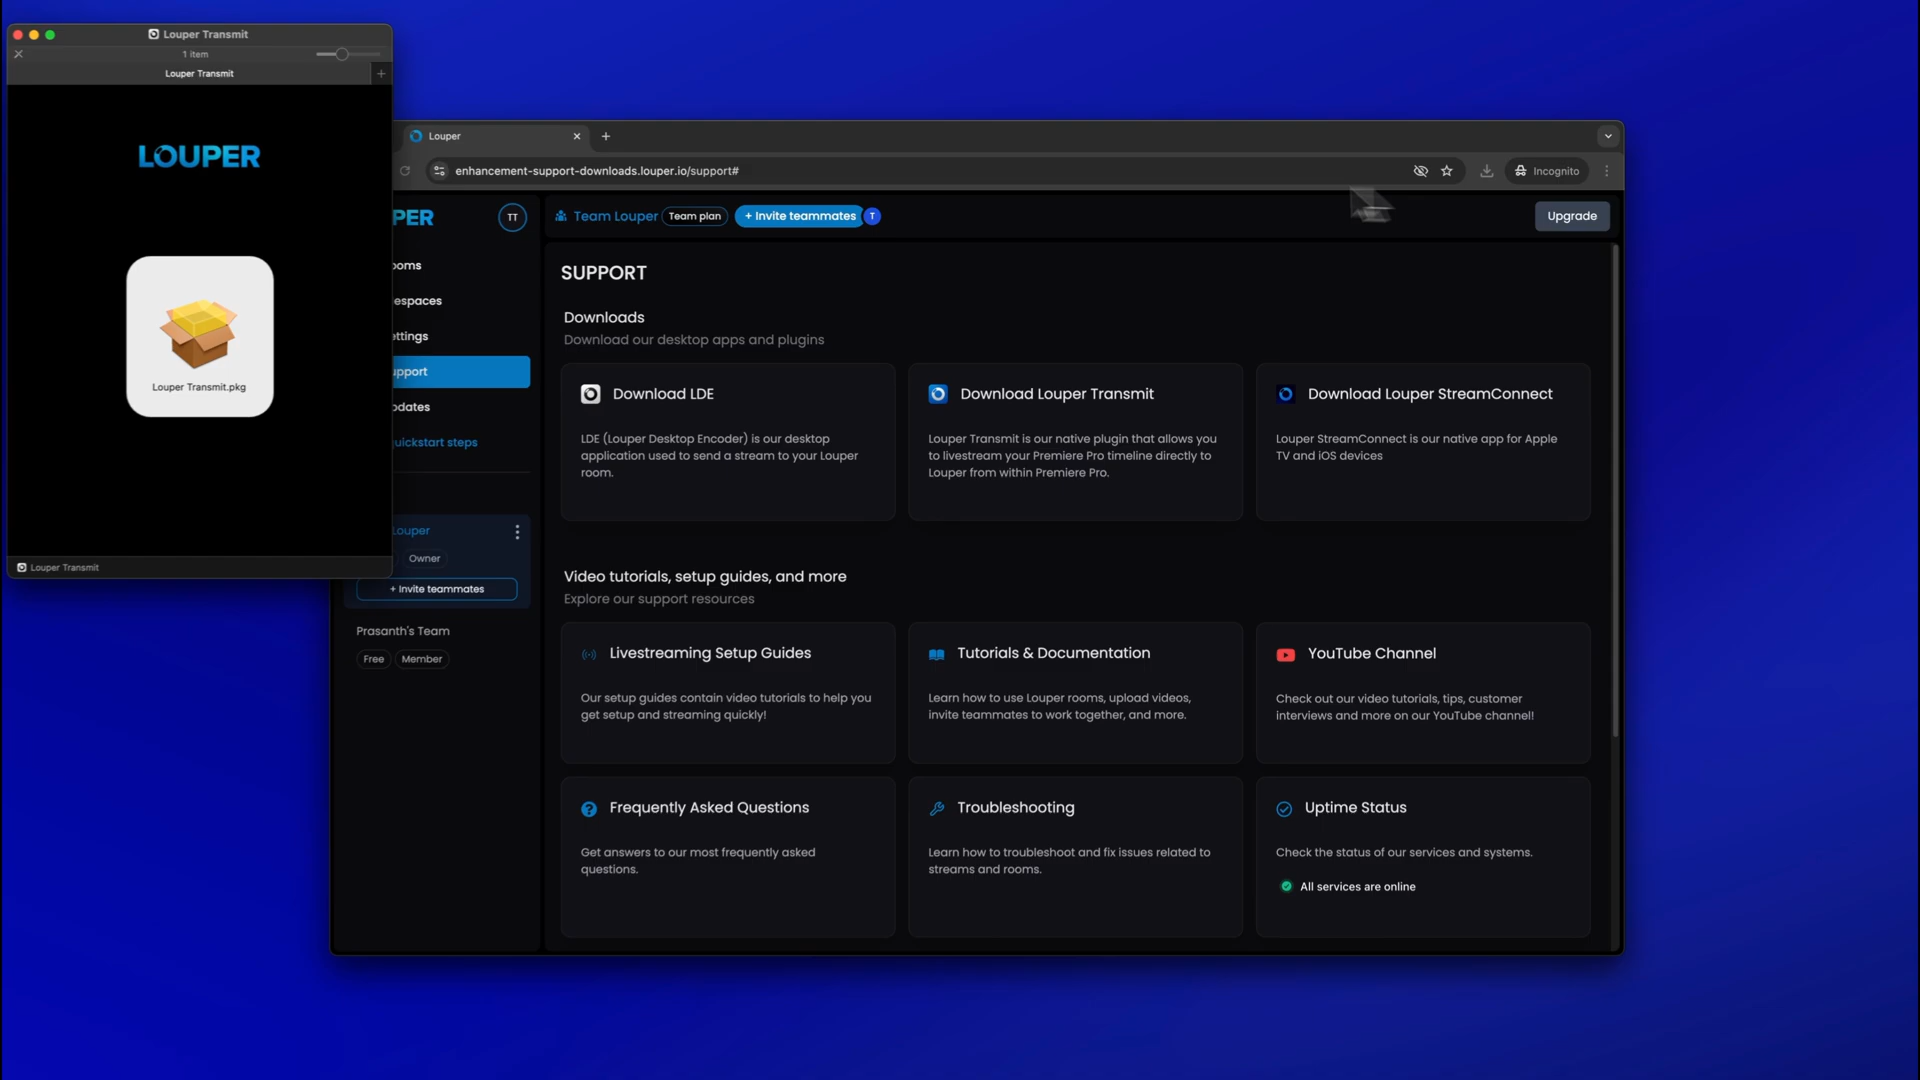 Louper Transmit
1 item
Louper Transmit
LOUPER
Louper Transmit.pkg
Louper Transmit
Louper
enhancement-support-downloads.louper.io/support#
Incognito
PER
TT
Team Louper
Team plan
+ Invite teammates
T
Upgrade
ooms
espaces
ettings
upport
pdates
uickstart steps
Louper
Owner
+ Invite teammates
Prasanth's Team
Free
Member
SUPPORT
Downloads
Download our desktop apps and plugins
Download LDE
LDE (Louper Desktop Encoder) is our desktop
application used to send a stream to your Louper
room.
Download Louper Transmit
Louper Transmit is our native plugin that allows you
to livestream your Premiere Pro timeline directly to
Louper from within Premiere Pro.
Download Louper StreamConnect
Louper StreamConnect is our native app for Apple
TV and iOS devices
Video tutorials, setup guides, and more
Explore our support resources
Livestreaming Setup Guides
Our setup guides contain video tutorials to help you
get setup and streaming quickly!
Tutorials & Documentation
Learn how to use Louper rooms, upload videos,
invite teammates to work together, and more.
YouTube Channel
Check out our video tutorials, tips, customer
interviews and more on our YouTube channel!
Frequently Asked Questions
Get answers to our most frequently asked
questions.
Troubleshooting
Learn how to troubleshoot and fix issues related to
streams and rooms.
Uptime Status
Check the status of our services and systems.
All services are online